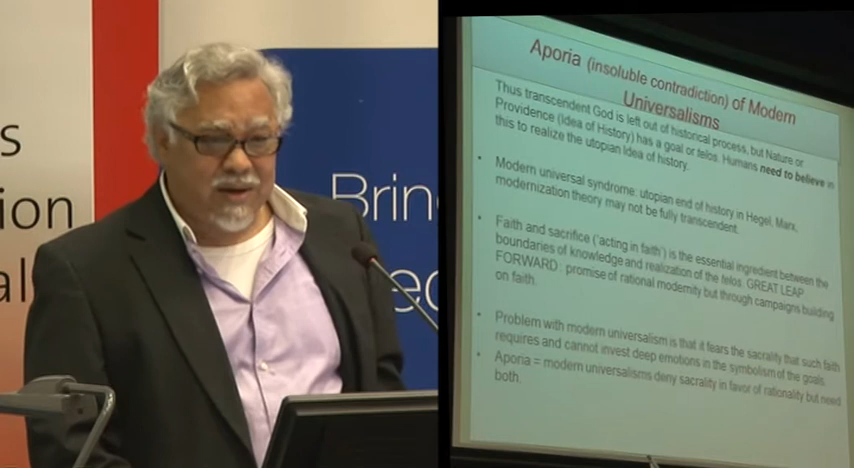 s
ion
al
Brin
ec
Aporia (insoluble contradiction) of Modern
Universalisms
Thus transcendent God is left out of historical process, but Nature or
Providence (Idea of History) has a goal or telos. Humans need to believe in
this to realize the utopian Idea of history.
• Modern universal syndrome: utopian end of history in Hegel, Marx,
modernization theory may not be fully transcendent.
• Faith and sacrifice ('acting in faith') is the essential ingredient between the
boundaries of knowledge and realization of the telos. GREAT LEAP
FORWARD: promise of rational modernity but through campaigns building
on faith.
• Problem with modern universalism is that it fears the sacrality that such faith
requires and cannot invest deep emotions in the symbolism of the goals.
• Aporia = modern universalisms deny sacrality in favor of rationality but need
both.